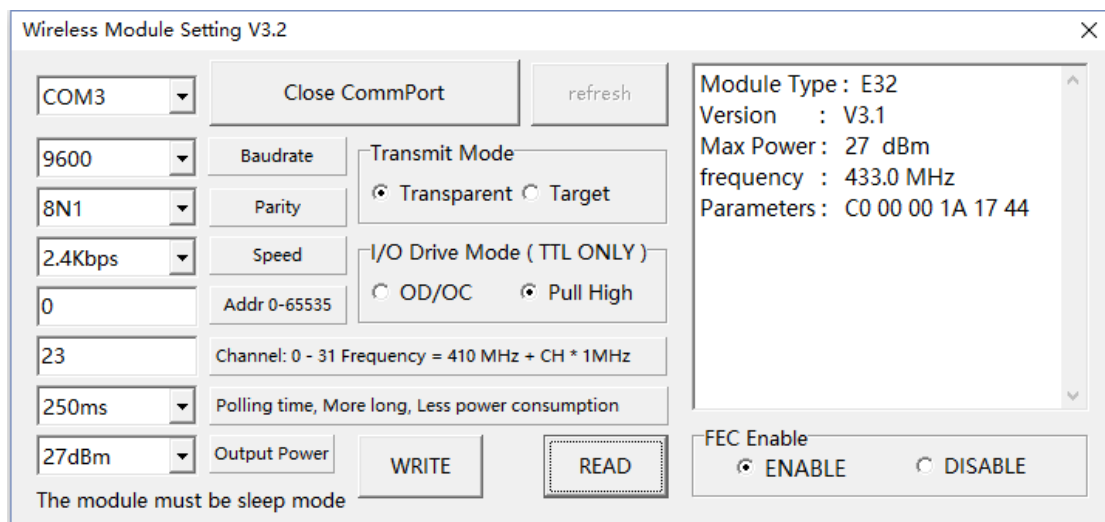 Wireless Module Setting V3.2
COM3 Close CommPort refresh
9600 Baudrate
8N1 Parity
2.4Kbps Speed
0 Addr 0-65535
23 Channel: 0 - 31 Frequency = 410 MHz + CH * 1MHz
250ms Polling time, More long, Less power consumption
27dBm Output Power WRITE READ
The module must be sleep mode
Transmit Mode
Transparent Target
I/O Drive Mode ( TTL ONLY )
OD/OC Pull High
Module Type : E32
Version : V3.1
Max Power : 27 dBm
frequency : 433.0 MHz
Parameters : C0 00 00 1A 17 44
FEC Enable
ENABLE DISABLE